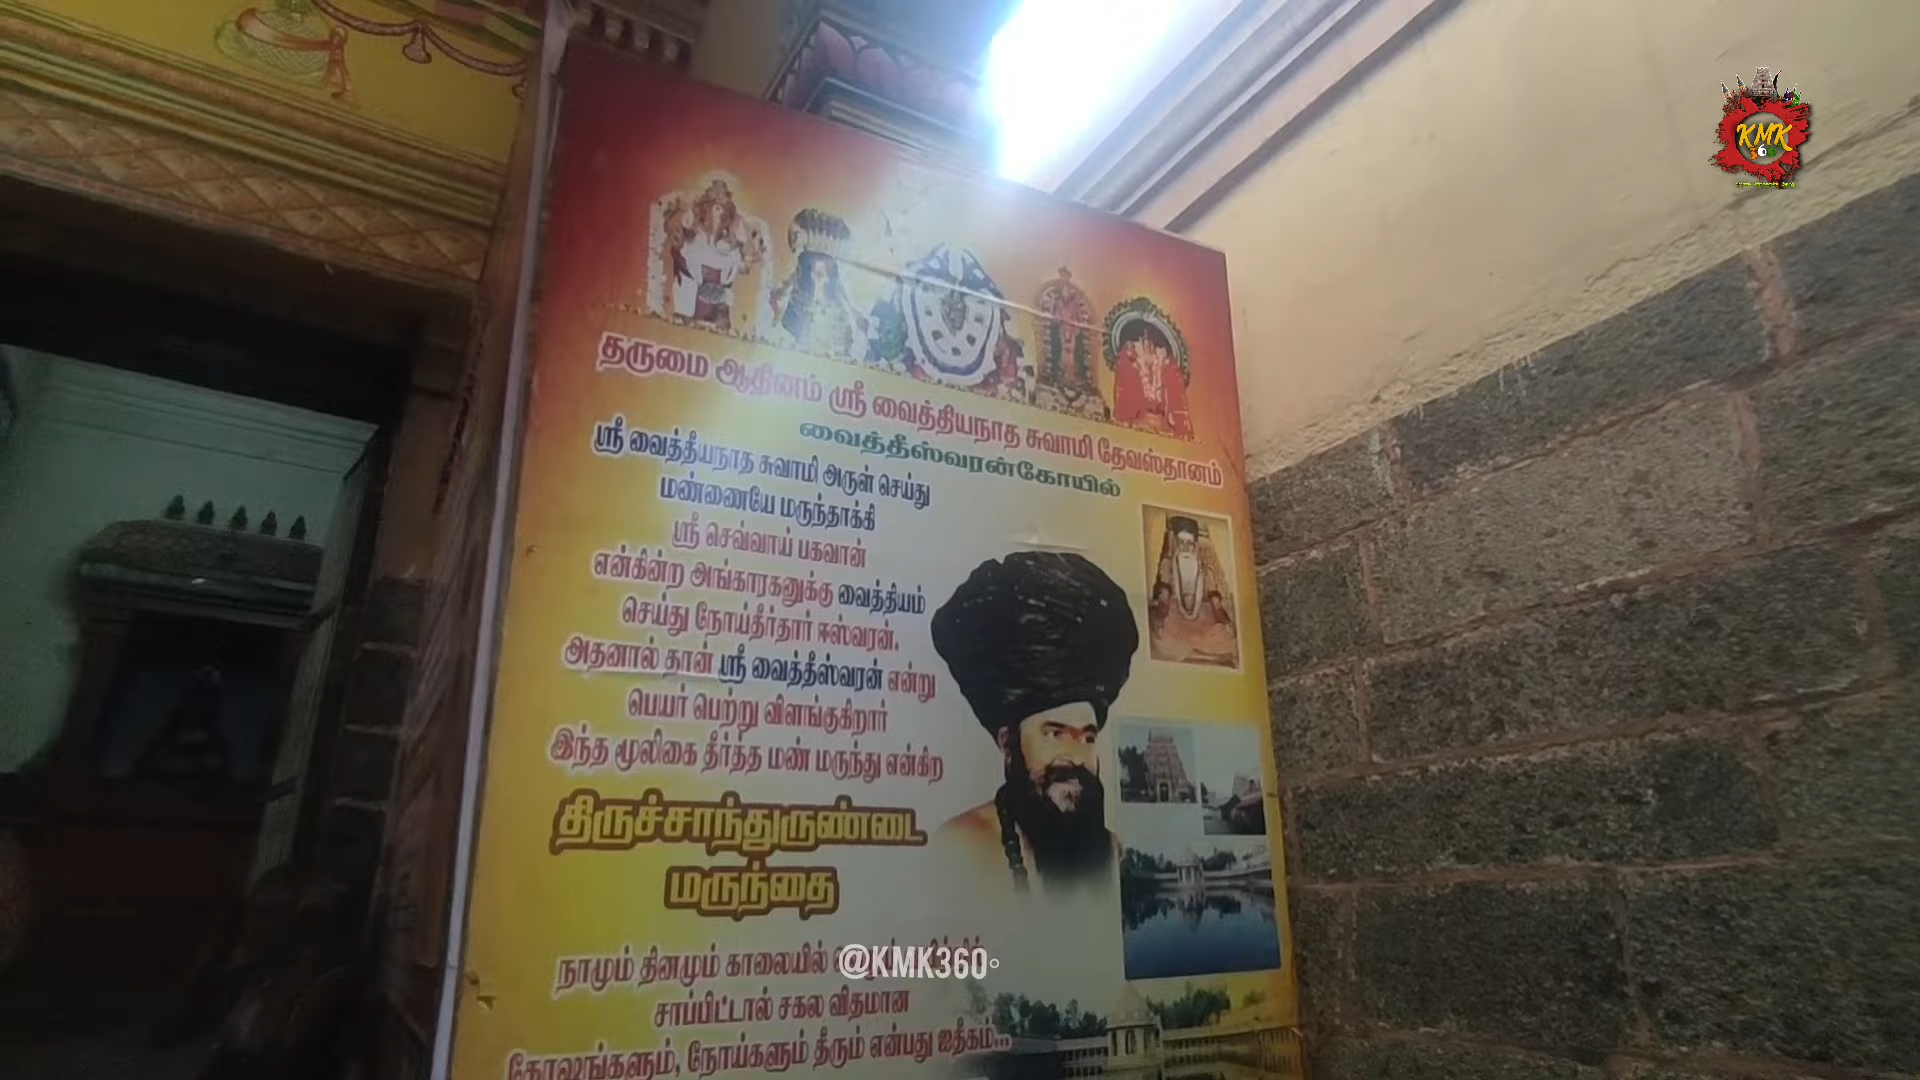 KMK
360
தருமை ஆதினம் ஸ்ரீ வைத்தியநாத சுவாமி தேவஸ்தானம்
வைத்தீஸ்வரன்கோயில்
ஸ்ரீ வைத்தீயநாத சுவாமி அருள் செய்து
மண்ணையே மருந்தாக்கி
ஸ்ரீ செவ்வாய் பகவான்
என்கின்ற அங்காரகனுக்கு வைத்தியம்
செய்து நோய்தீர்தார் ஈஸ்வரன்.
அதனால் தான் ஸ்ரீ வைத்தீஸ்வரன் என்று
பெயர் பெற்று விளங்குகிறார்
இந்த மூலிகை தீர்த்த மண் மருந்து என்கிற
திருச்சாந்துருண்டை
மருந்தை
நாமும் தினமும் காலையில்
@KMK360°
சாப்பிட்டால் சகல விதமான
தோஷங்களும், நோய்களும் தீரும் என்பது ஐதீகம்...